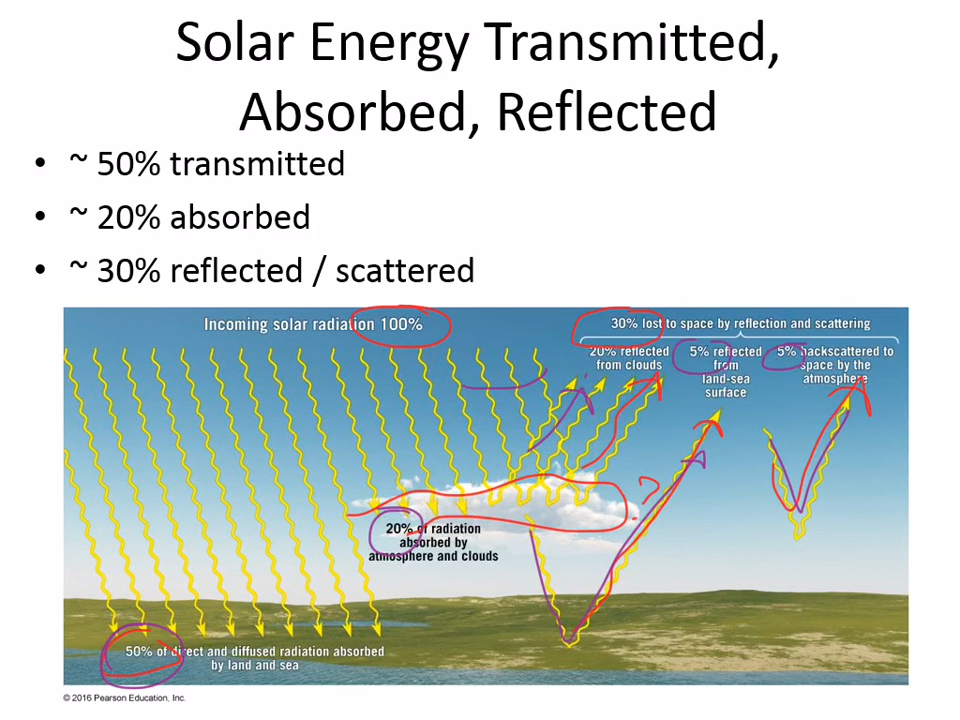 Solar Energy Transmitted,
Absorbed, Reflected
• ~ 50% transmitted
• ~ 20% absorbed
• ~ 30% reflected / scattered
Incoming solar radiation 100%
30% lost to space by reflection and scattering
20% reflected
from clouds
5% reflected
from
land-sea
surface
5% backscattered to
space by the
atmosphere
?
20% of radiation
absorbed by
atmosphere and clouds
50% of direct and diffused radiation absorbed
by land and sea
© 2016 Pearson Education, Inc.